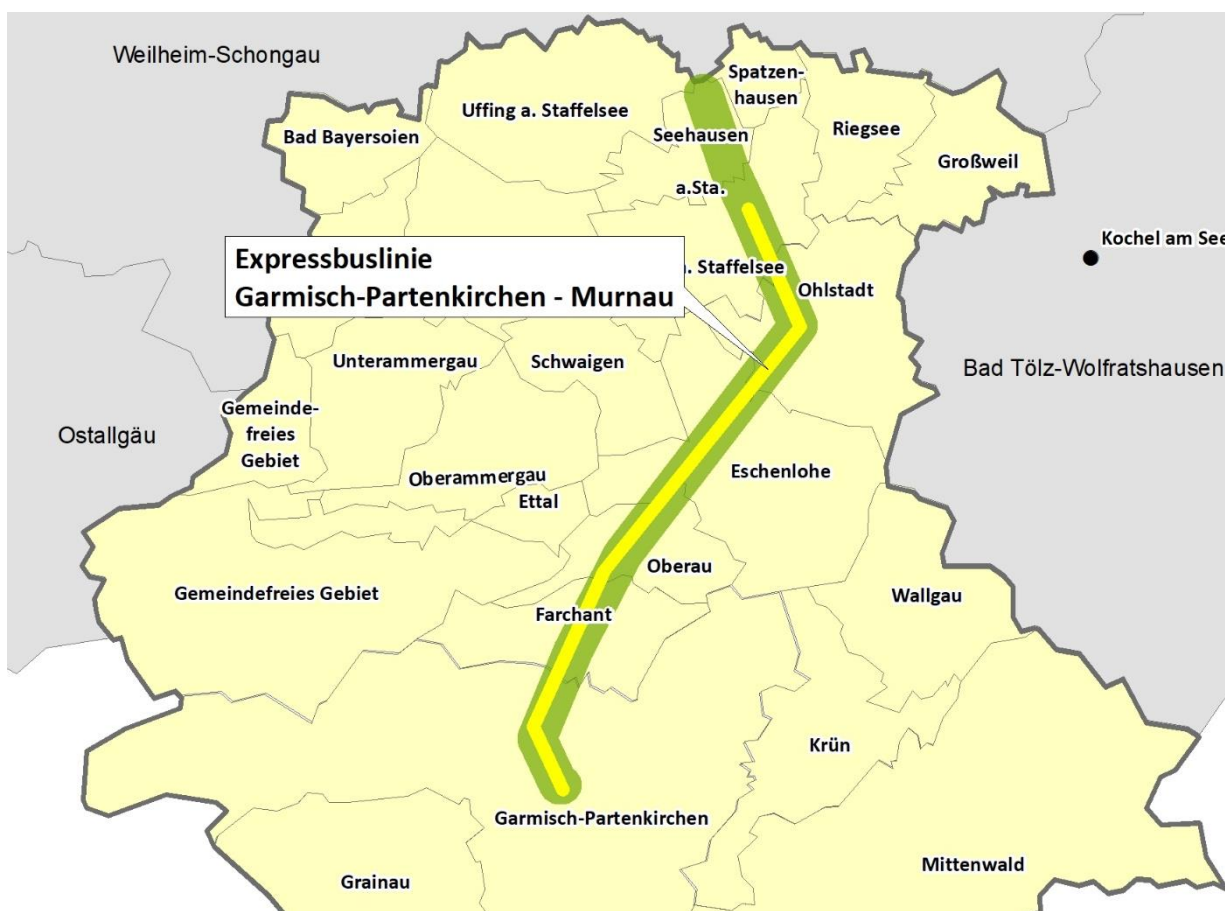 Weilheim-Schongau
Spatzen-
hausen
Uffing a. Staffelsee
Seehausen
Riegsee
Bad Bayersoien
Großweil
a.Sta.
Kochel am See
Expressbuslinie
Garmisch-Partenkirchen - Murnau
Staffelsee
Ohlstadt
Unterammergau
Schwaigen
Bad Tölz-Wolfratshausen
Gemeinde-
freies
Gebiet
Ostallgäu
Oberammergau
Eschenlohe
Ettal
Gemeindefreies Gebiet
Oberau
Wallgau
Farchant
Krün
Garmisch-Partenkirchen
Mittenwald
Grainau